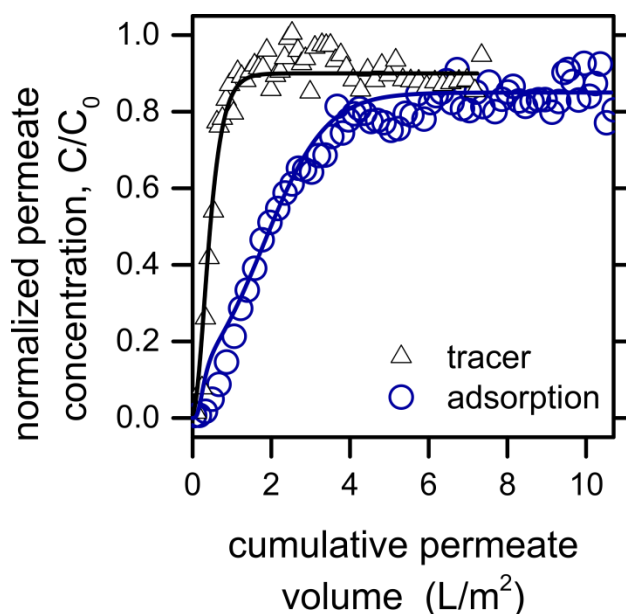 normalized permeate
concentration, C/C₀
1.0
0.8
0.6
0.4
0.2
0.0
tracer
adsorption
0 2 4 6 8 10
cumulative permeate
volume (L/m²)